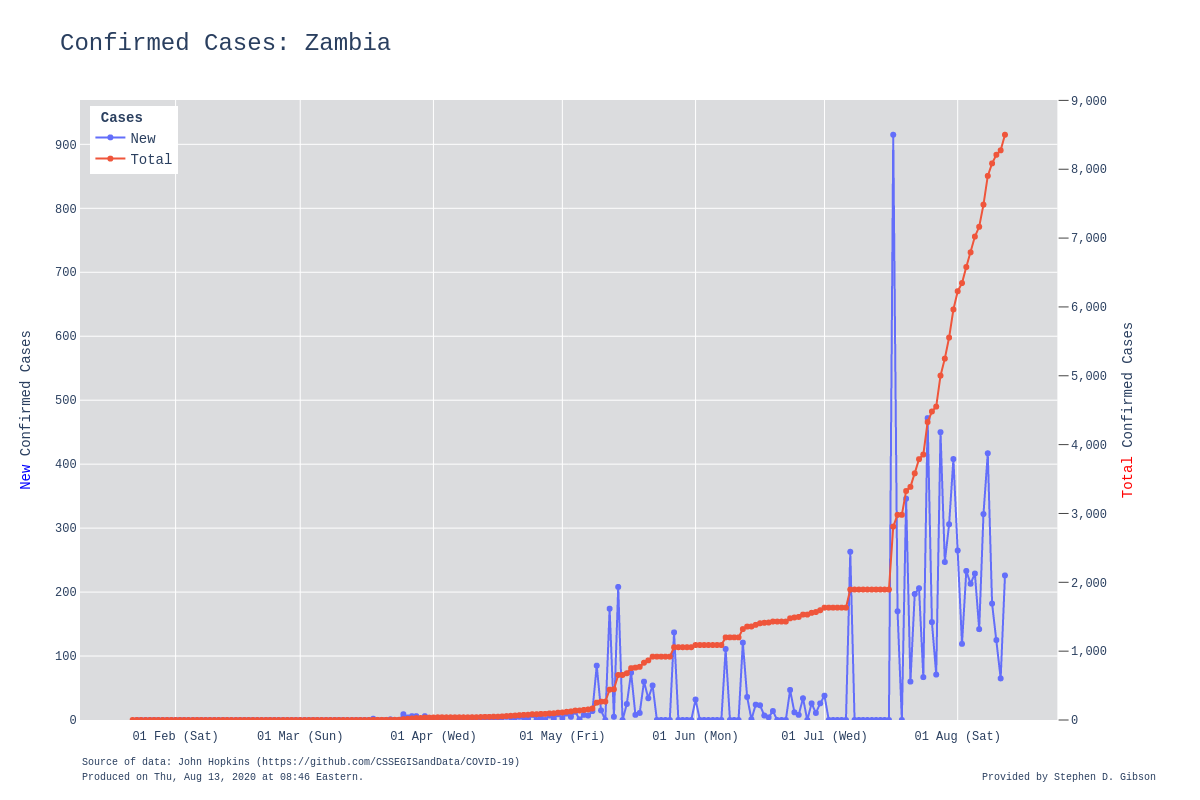 Confirmed Cases: Zambia
Cases
New
Total
900
800
700
600
500
400
300
200
100
0
9,000
8,000
7,000
6,000
5,000
4,000
3,000
2,000
1,000
0
New Confirmed Cases
Total Confirmed Cases
01 Feb (Sat) 01 Mar (Sun) 01 Apr (Wed) 01 May (Fri) 01 Jun (Mon) 01 Jul (Wed) 01 Aug (Sat)
Source of data: John Hopkins (https://github.com/CSSEGISandData/COVID-19)
Produced on Thu, Aug 13, 2020 at 08:46 Eastern.
Provided by Stephen D. Gibson